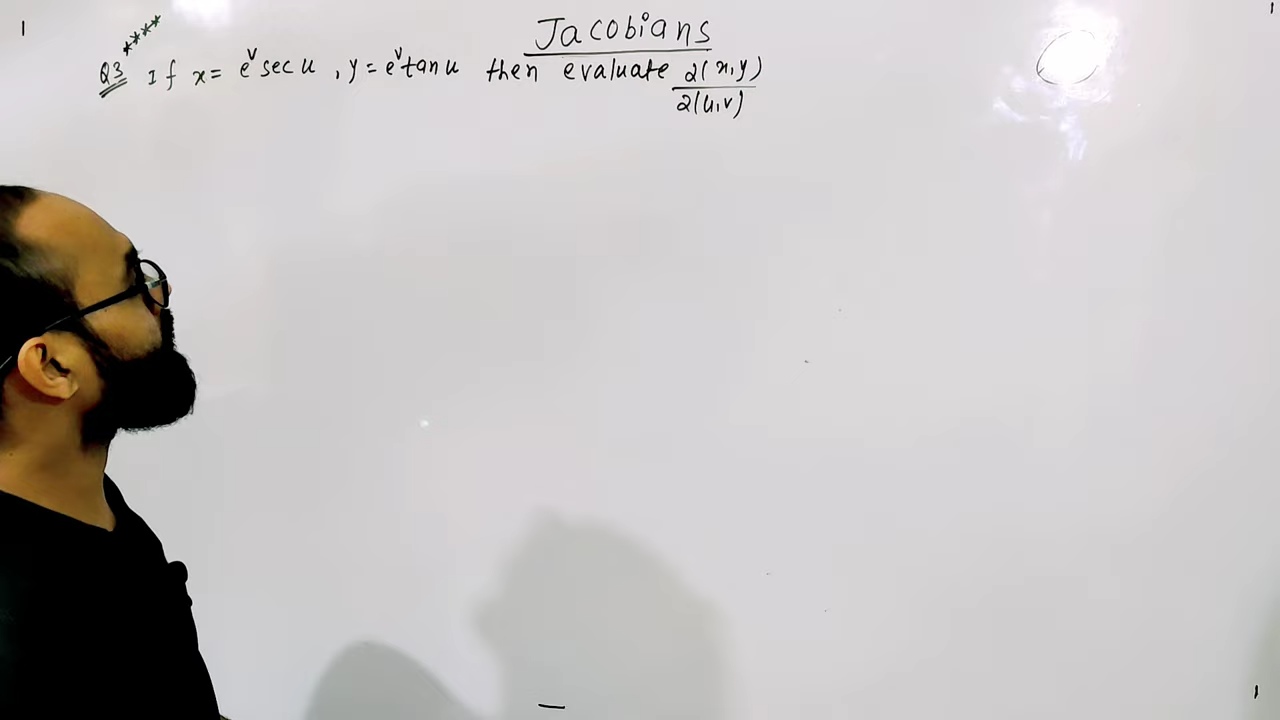 Jacobians
****
Q3 If x = e^v sec u , y = e^v tan u then evaluate ∂(x,y)
∂(u,v)